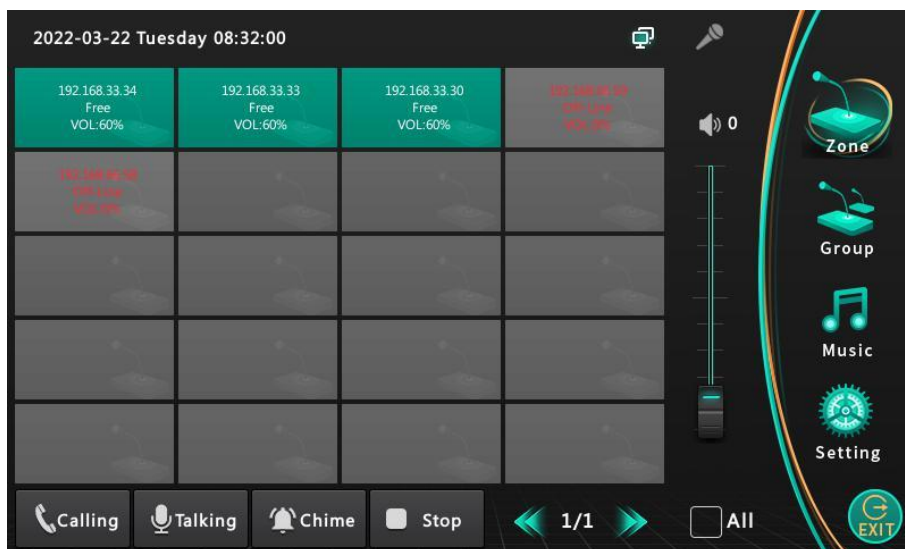 2022-03-22 Tuesday 08:32:00
192.168.33.34
Free
VOL:60%
192.168.33.33
Free
VOL:60%
192.168.33.30
Free
VOL:60%
0
Zone
Group
Music
Setting
Calling
Talking
Chime
Stop
1/1
All
EXIT